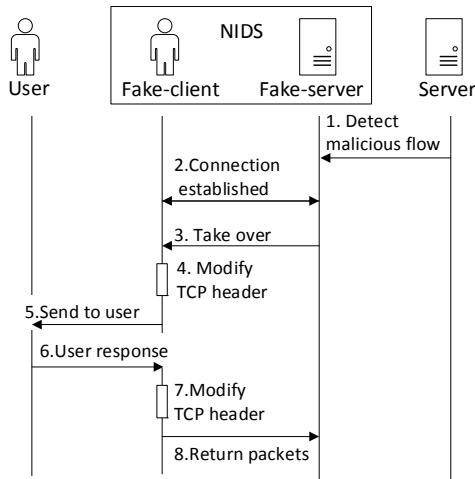 NIDS
User
Fake-client
Fake-server
Server
1. Detect
malicious flow
2.Connection
established
3. Take over
4. Modify
TCP header
5.Send to user
6.User response
7.Modify
TCP header
8.Return packets